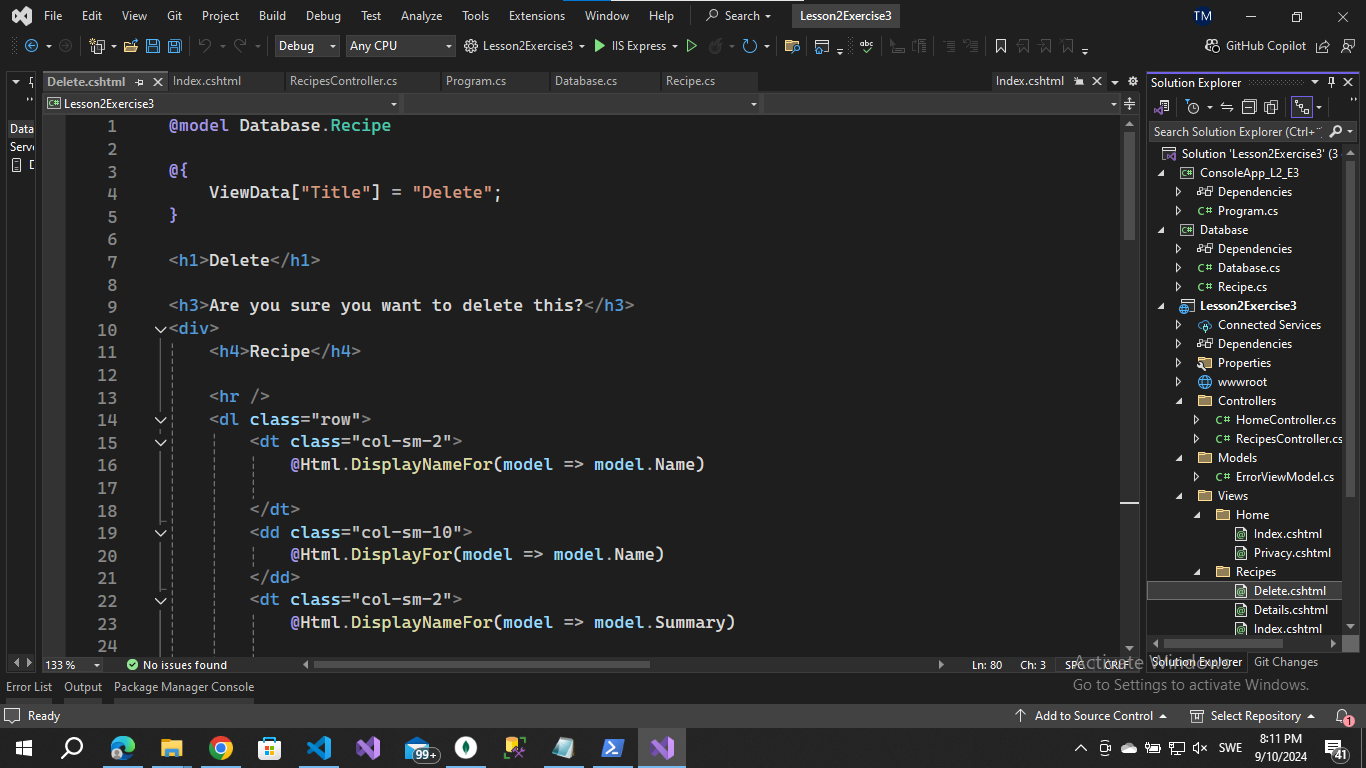 File Edit View Git Project Build Debug Test Analyze Tools Extensions Window Help Search Lesson2Exercise3 TM
Debug Any CPU Lesson2Exercise3 IIS Express abc GitHub Copilot
Delete.cshtml Index.cshtml RecipesController.cs Program.cs Database.cs Recipe.cs Index.cshtml
C# Lesson2Exercise3
Data
Serve
D
1 @model Database.Recipe
2
3 @{
4 ViewData["Title"] = "Delete";
5 }
6
7 <h1>Delete</h1>
8
9 <h3>Are you sure you want to delete this?</h3>
10 <div>
11 <h4>Recipe</h4>
12
13 <hr />
14 <dl class="row">
15 <dt class="col-sm-2">
16 @Html.DisplayNameFor(model => model.Name)
17
18 </dt>
19 <dd class="col-sm-10">
20 @Html.DisplayFor(model => model.Name)
21 </dd>
22 <dt class="col-sm-2">
23 @Html.DisplayNameFor(model => model.Summary)
24
133 % No issues found Ln: 80 Ch: 3 SPC CRLF
Solution Explorer
Search Solution Explorer (Ctrl+
Solution 'Lesson2Exercise3' (3
C# ConsoleApp_L2_E3
Dependencies
C# Program.cs
C# Database
Dependencies
C# Database.cs
C# Recipe.cs
Lesson2Exercise3
Connected Services
Dependencies
Properties
wwwroot
Controllers
C# HomeController.cs
C# RecipesController.cs
Models
C# ErrorViewModel.cs
Views
Home
Index.cshtml
Privacy.cshtml
Recipes
Delete.cshtml
Details.cshtml
Index.cshtml
Solution Explorer Git Changes
Activate Windows
Go to Settings to activate Windows.
Error List Output Package Manager Console
Ready Add to Source Control Select Repository 1
99+ SWE 8:11 PM
9/10/2024 41